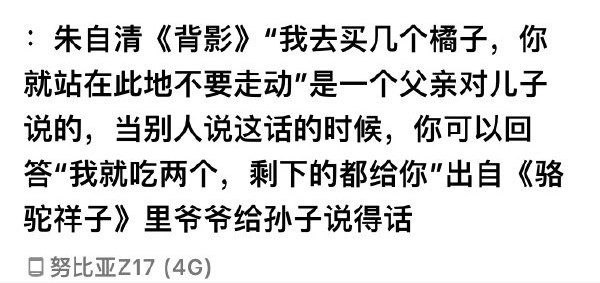 ：朱自清《背影》“我去买几个橘子，你
就站在此地不要走动”是一个父亲对儿子
说的，当别人说这话的时候，你可以回
答“我就吃两个，剩下的都给你”出自《骆
驼祥子》里爷爷给孙子说得话
努比亚Z17 (4G)